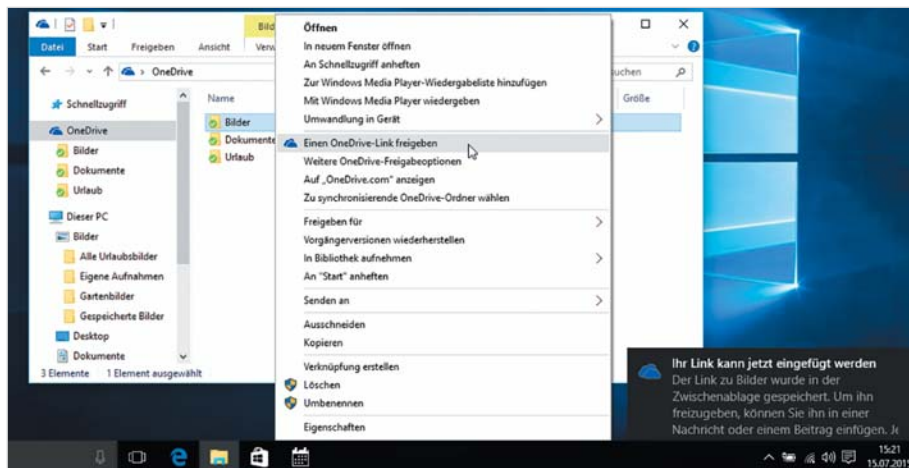 Bild
Datei Start Freigeben Ansicht
OneDrive
Schnellzugriff
OneDrive
Bilder
Dokumente
Urlaub
Dieser PC
Bilder
Alle Urlaubsbilder
Eigene Aufnahmen
Gartenbilder
Gespeicherte Bilder
Desktop
Dokumente
3 Elemente 1 Element ausgewählt
Name
Größe
Bilder
Dokumente
Urlaub
Öffnen
In neuem Fenster öffnen
An Schnellzugriff anheften
Zur Windows Media Player-Wiedergabeliste hinzufügen
Mit Windows Media Player wiedergeben
Umwandlung in Gerät
Einen OneDrive-Link freigeben
Weitere OneDrive-Freigabeoptionen
Auf „OneDrive.com" anzeigen
Zu synchronisierende OneDrive-Ordner wählen
Freigeben für
Vorgängerversionen wiederherstellen
In Bibliothek aufnehmen
An "Start" anheften
Senden an
Ausschneiden
Kopieren
Verknüpfung erstellen
Löschen
Umbenennen
Eigenschaften
Ihr Link kann jetzt eingefügt werden
Der Link zu Bilder wurde in der
Zwischenablage gespeichert. Um ihn
freizugeben, können Sie ihn in einer
Nachricht oder einem Beitrag einfügen.
15:21
15.07.2015